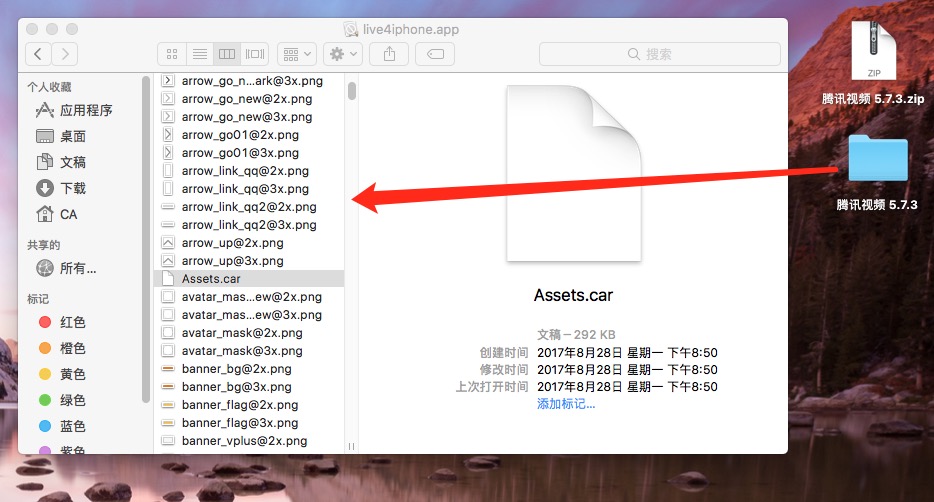 live4iphone.app
搜索
个人收藏
应用程序
桌面
文稿
下载
CA
共享的
所有...
标记
红色
橙色
黄色
绿色
蓝色
紫色
arrow_go_n...ark@3x.png
arrow_go_new@2x.png
arrow_go_new@3x.png
arrow_go01@2x.png
arrow_go01@3x.png
arrow_link_qq@2x.png
arrow_link_qq@3x.png
arrow_link_qq2@2x.png
arrow_link_qq2@3x.png
arrow_up@2x.png
arrow_up@3x.png
Assets.car
avatar_mas...ew@2x.png
avatar_mas...ew@3x.png
avatar_mask@2x.png
avatar_mask@3x.png
banner_bg@2x.png
banner_bg@3x.png
banner_flag@2x.png
banner_flag@3x.png
banner_vplus@2x.png
Assets.car
文稿 – 292 KB
创建时间 2017年8月28日 星期一 下午8:50
修改时间 2017年8月28日 星期一 下午8:50
上次打开时间 2017年8月28日 星期一 下午8:50
添加标记...
ZIP
腾讯视频 5.7.3.zip
腾讯视频 5.7.3